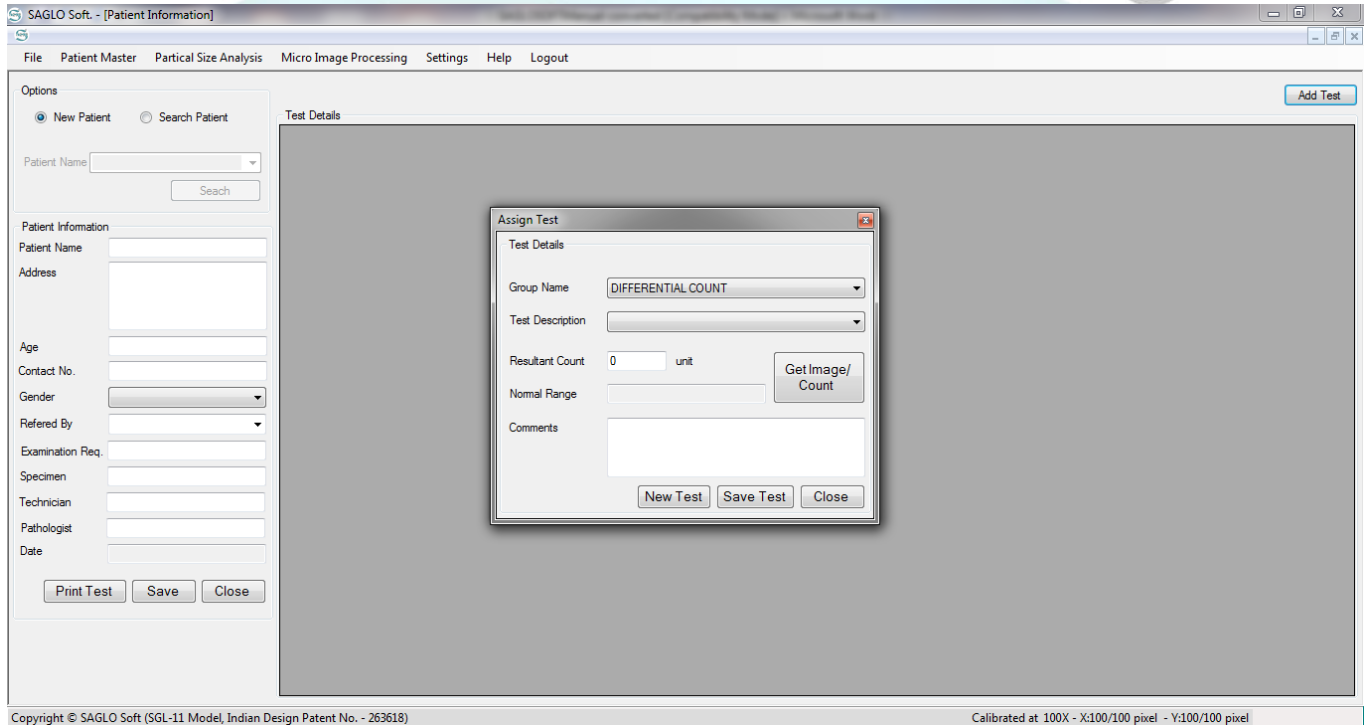 SAGLO Soft. - [Patient Information]
File Patient Master Partical Size Analysis Micro Image Processing Settings Help Logout
Options
New Patient Search Patient
Patient Name
Seach
Patient Information
Patient Name
Address
Age
Contact No.
Gender
Refered By
Examination Req.
Specimen
Technician
Pathologist
Date
Print Test Save Close
Add Test
Test Details
Assign Test
Test Details
Group Name DIFFERENTIAL COUNT
Test Description
Resultant Count 0 unit
Get Image/
Count
Normal Range
Comments
New Test Save Test Close
Copyright © SAGLO Soft (SGL-11 Model, Indian Design Patent No. - 263618)
Calibrated at 100X - X:100/100 pixel - Y:100/100 pixel